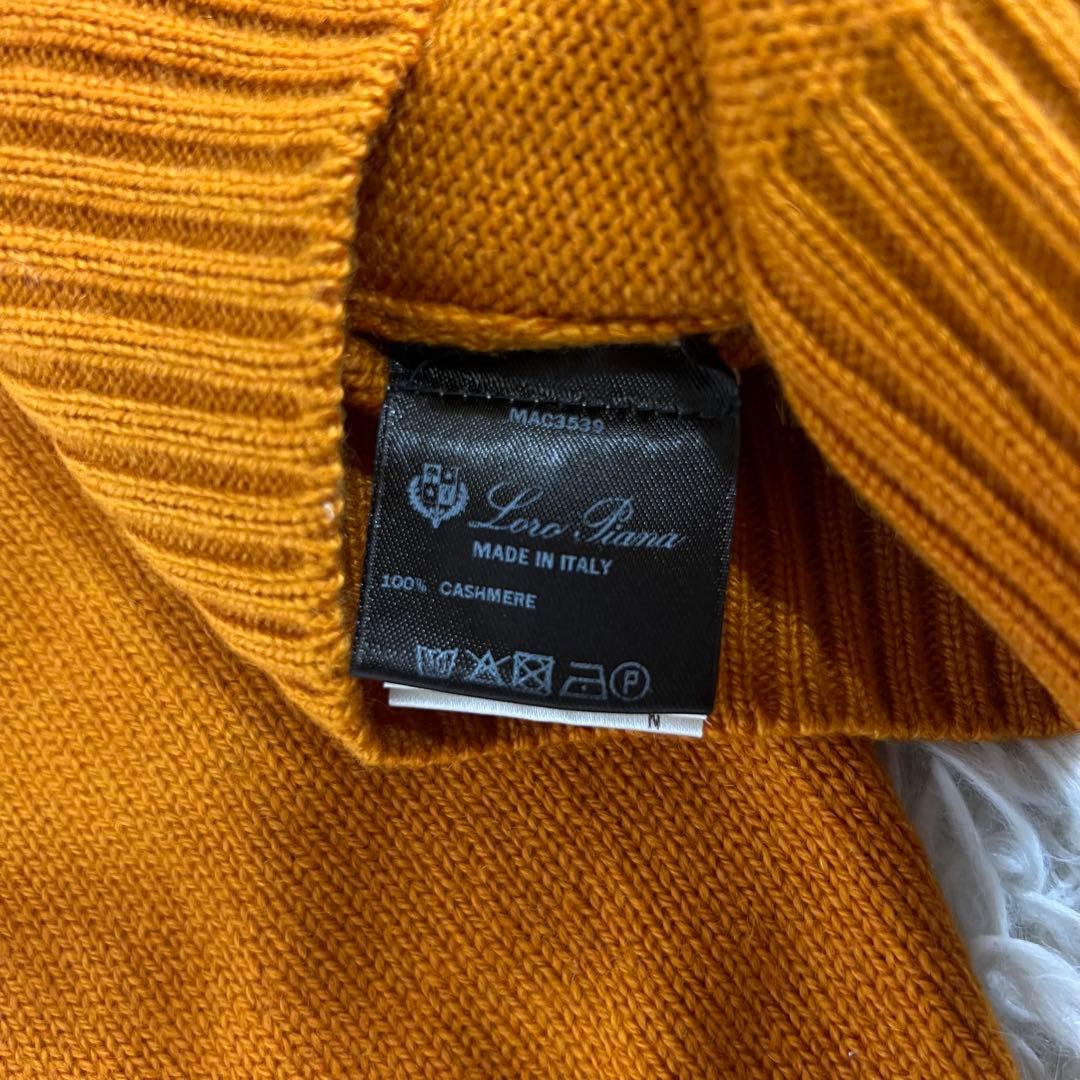 MAC3539
Loro Piana
MADE IN ITALY
100% CASHMERE
P